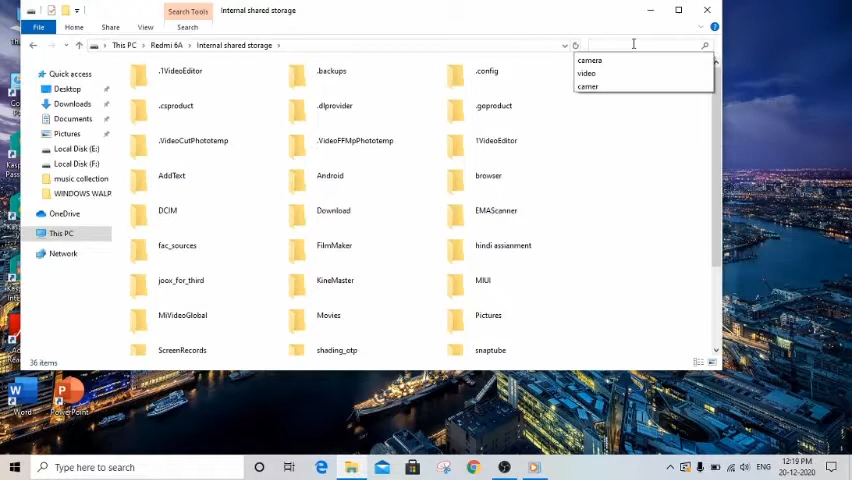 Search Tools
Internal shared storage
File
Home
Share
View
Search
This PC
Redmi 6A
Internal shared storage
camera
video
camer
Quick access
Desktop
Downloads
Documents
Pictures
Local Disk (E:)
Local Disk (F:)
music collection
WINDOWS WALP
OneDrive
This PC
Network
.1VideoEditor
.backups
.config
.csproduct
.dlprovider
.goproduct
.VideoCutPhototemp
.VideoFFMpPhototemp
1VideoEditor
AddText
Android
browser
DCIM
Download
EMAScanner
fac_sources
FilmMaker
hindi assianment
joox_for_third
KineMaster
MIUI
MiVideoGlobal
Movies
Pictures
ScreenRecords
shading_otp
snaptube
36 items
Word
PowerPoint
Type here to search
ENG
12:19 PM
20-12-2020